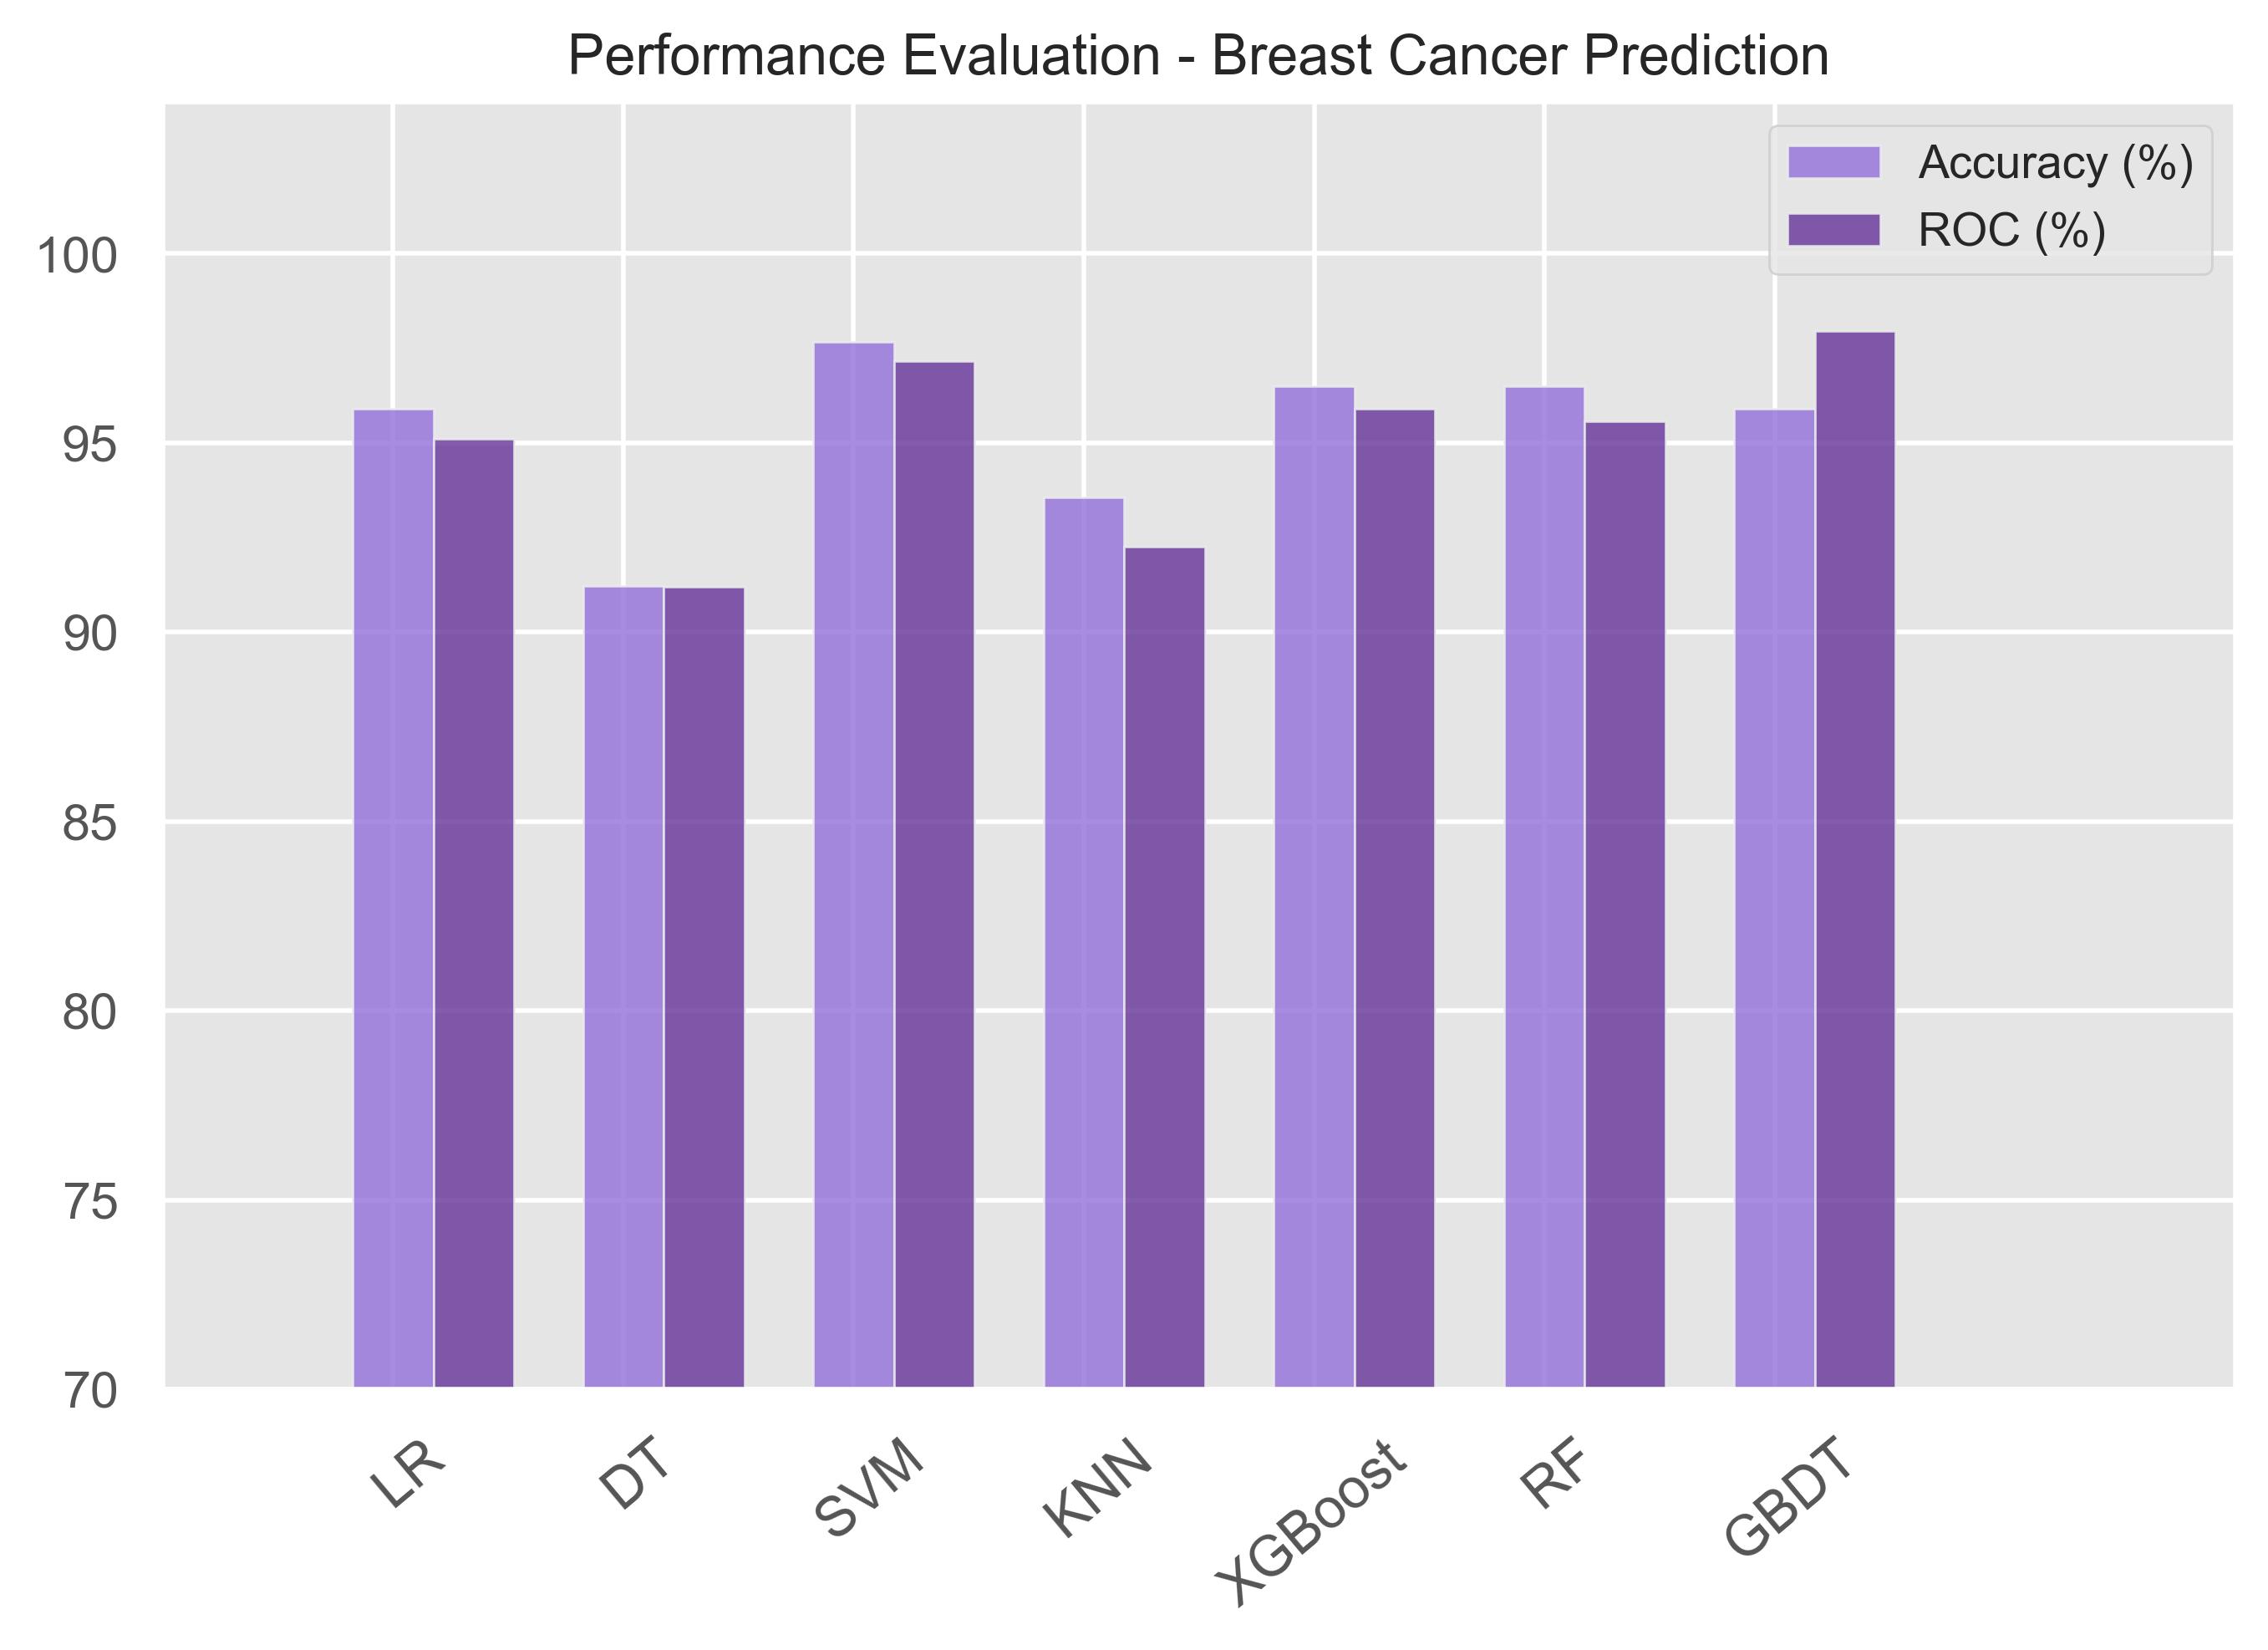 Performance Evaluation - Breast Cancer Prediction
Accuracy (%)
ROC (%)
100
95
90
85
80
75
70
LR
DT
SVM
KNN
XGBoost
RF
GBDT